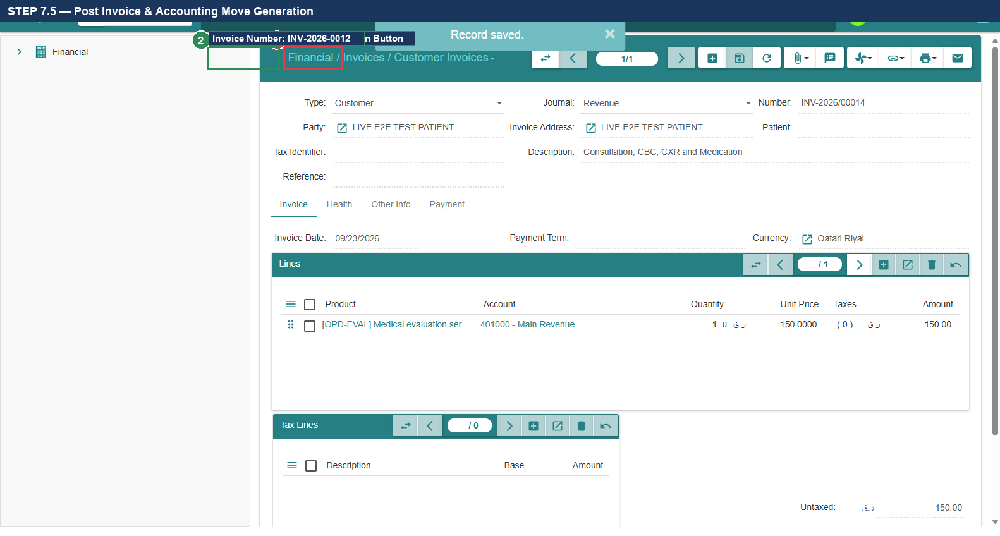 STEP 7.5 — Post Invoice & Accounting Move Generation
2 Invoice Number: INV-2026-0012 n Button
Record saved.
Financial
Financial / Invoices / Customer Invoices
1/1
Type: Customer
Journal: Revenue
Number: INV-2026/00014
Party: LIVE E2E TEST PATIENT
Invoice Address: LIVE E2E TEST PATIENT
Patient:
Tax Identifier:
Description: Consultation, CBC, CXR and Medication
Reference:
Invoice Health Other Info Payment
Invoice Date: 09/23/2026
Payment Term:
Currency: Qatari Riyal
Lines
_ / 1
Product Account Quantity Unit Price Taxes Amount
[OPD-EVAL] Medical evaluation ser... 401000 - Main Revenue 1 u ر.ق 150.0000 ( 0 ) ر.ق 150.00
Tax Lines
_ / 0
Description Base Amount
Untaxed: ر.ق 150.00